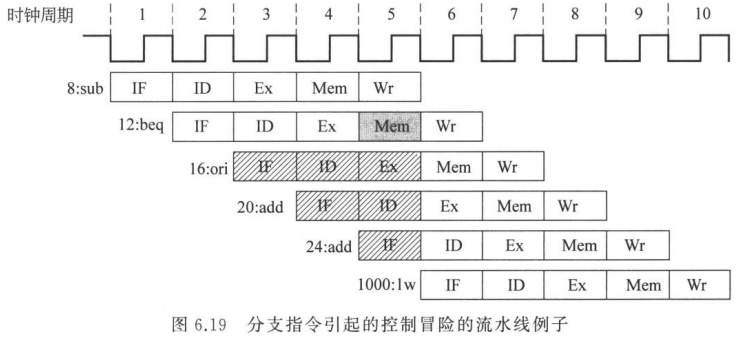 时钟周期 1 2 3 4 5 6 7 8 9 10
8:sub IF ID Ex Mem Wr
12:beq IF ID Ex Mem Wr
16:ori IF ID Ex Mem Wr
20:add IF ID Ex Mem Wr
24:add IF ID Ex Mem Wr
1000:lw IF ID Ex Mem Wr
图 6.19 分支指令引起的控制冒险的流水线例子